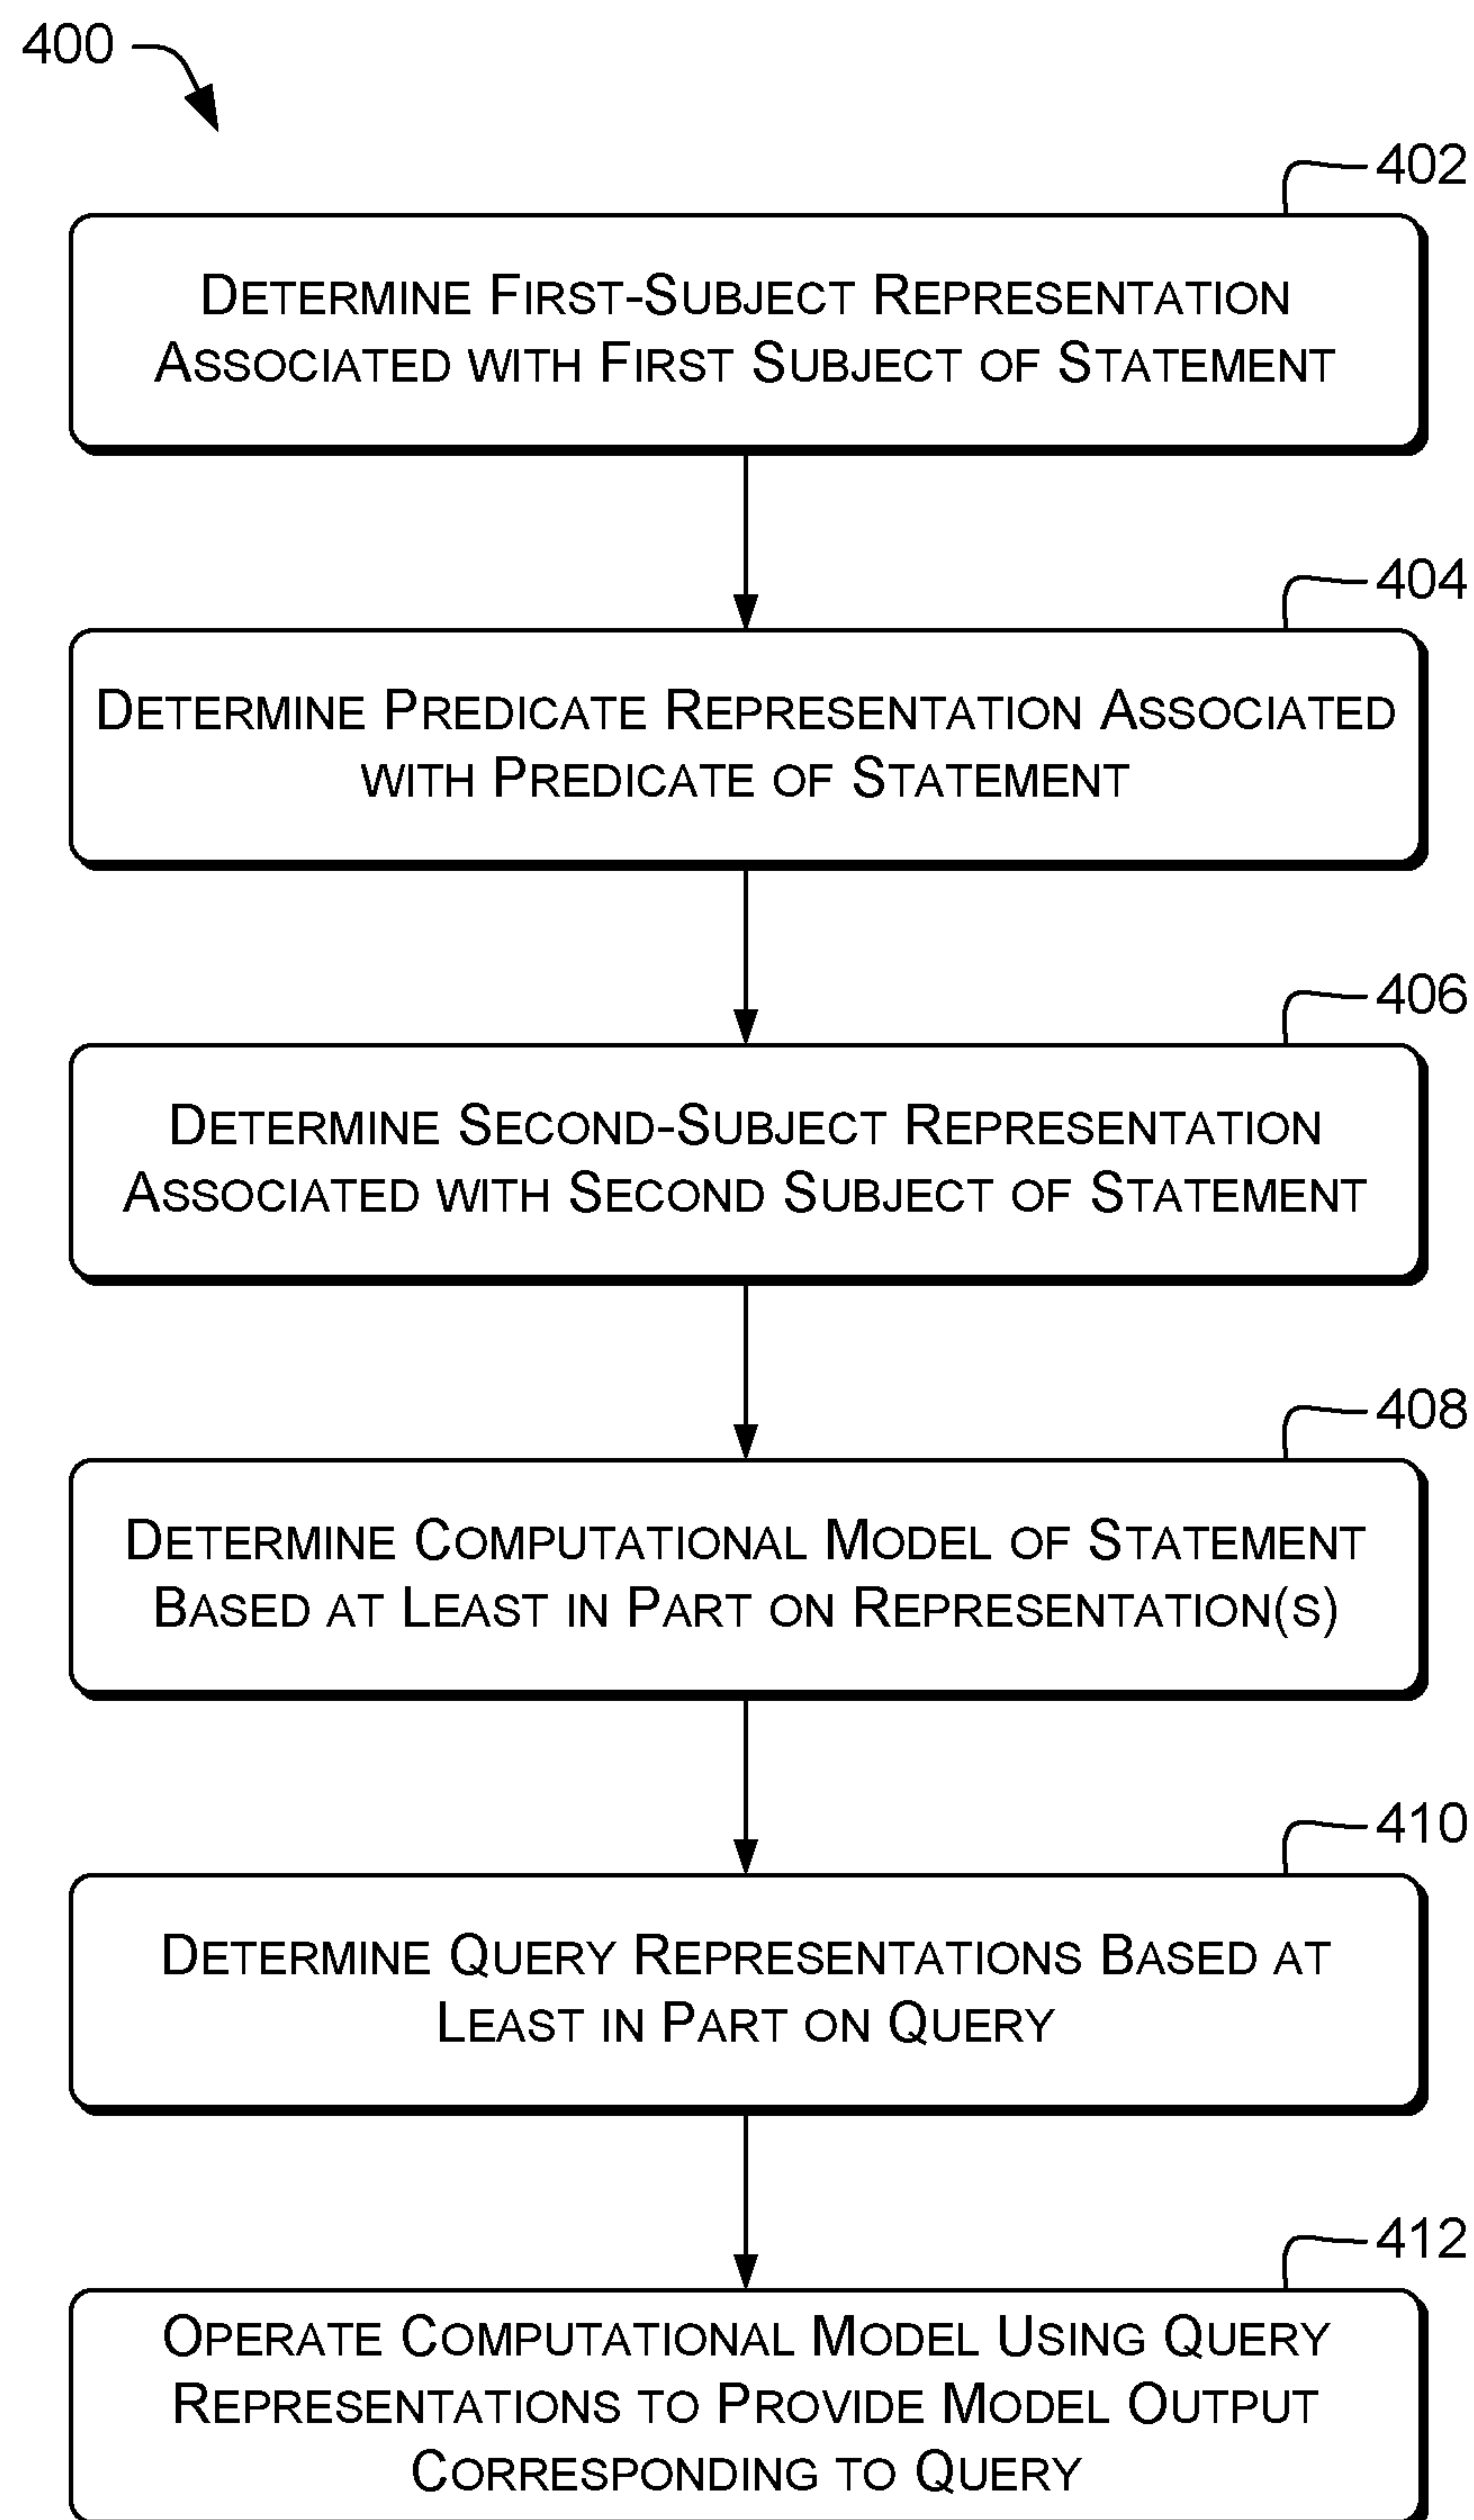 400
402
DETERMINE FIRST-SUBJECT REPRESENTATION
ASSOCIATED WITH FIRST SUBJECT OF STATEMENT
404
DETERMINE PREDICATE REPRESENTATION ASSOCIATED
WITH PREDICATE OF STATEMENT
406
DETERMINE SECOND-SUBJECT REPRESENTATION
ASSOCIATED WITH SECOND SUBJECT OF STATEMENT
408
DETERMINE COMPUTATIONAL MODEL OF STATEMENT
BASED AT LEAST IN PART ON REPRESENTATION(S)
410
DETERMINE QUERY REPRESENTATIONS BASED AT
LEAST IN PART ON QUERY
412
OPERATE COMPUTATIONAL MODEL USING QUERY
REPRESENTATIONS TO PROVIDE MODEL OUTPUT
CORRESPONDING TO QUERY